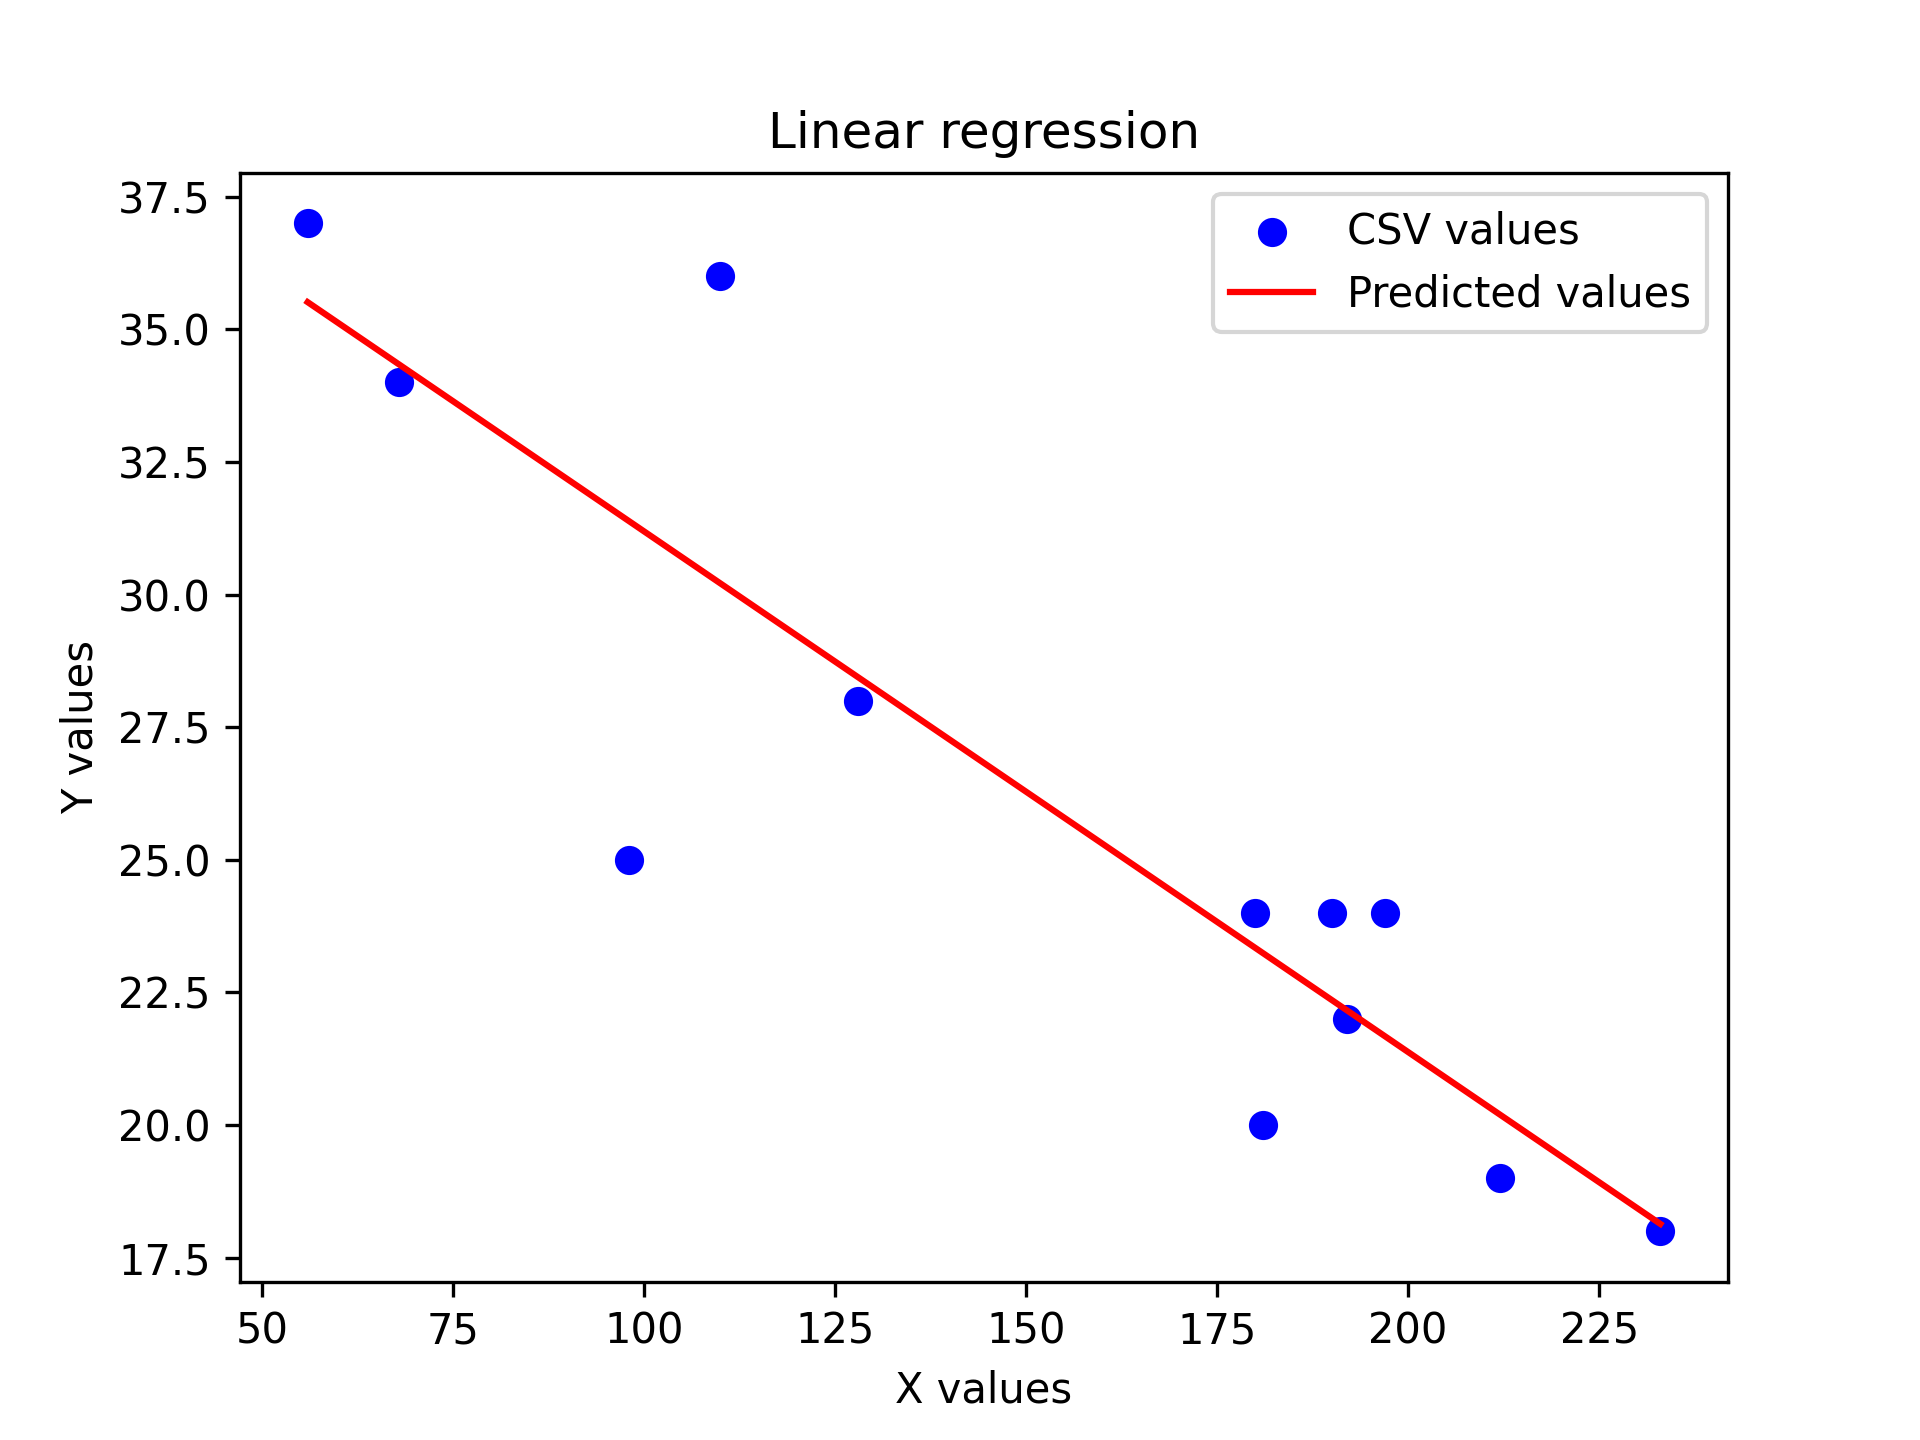 Linear regression
CSV values
Predicted values
37.5
35.0
32.5
30.0
27.5
25.0
22.5
20.0
17.5
Y values
50 75 100 125 150 175 200 225
X values